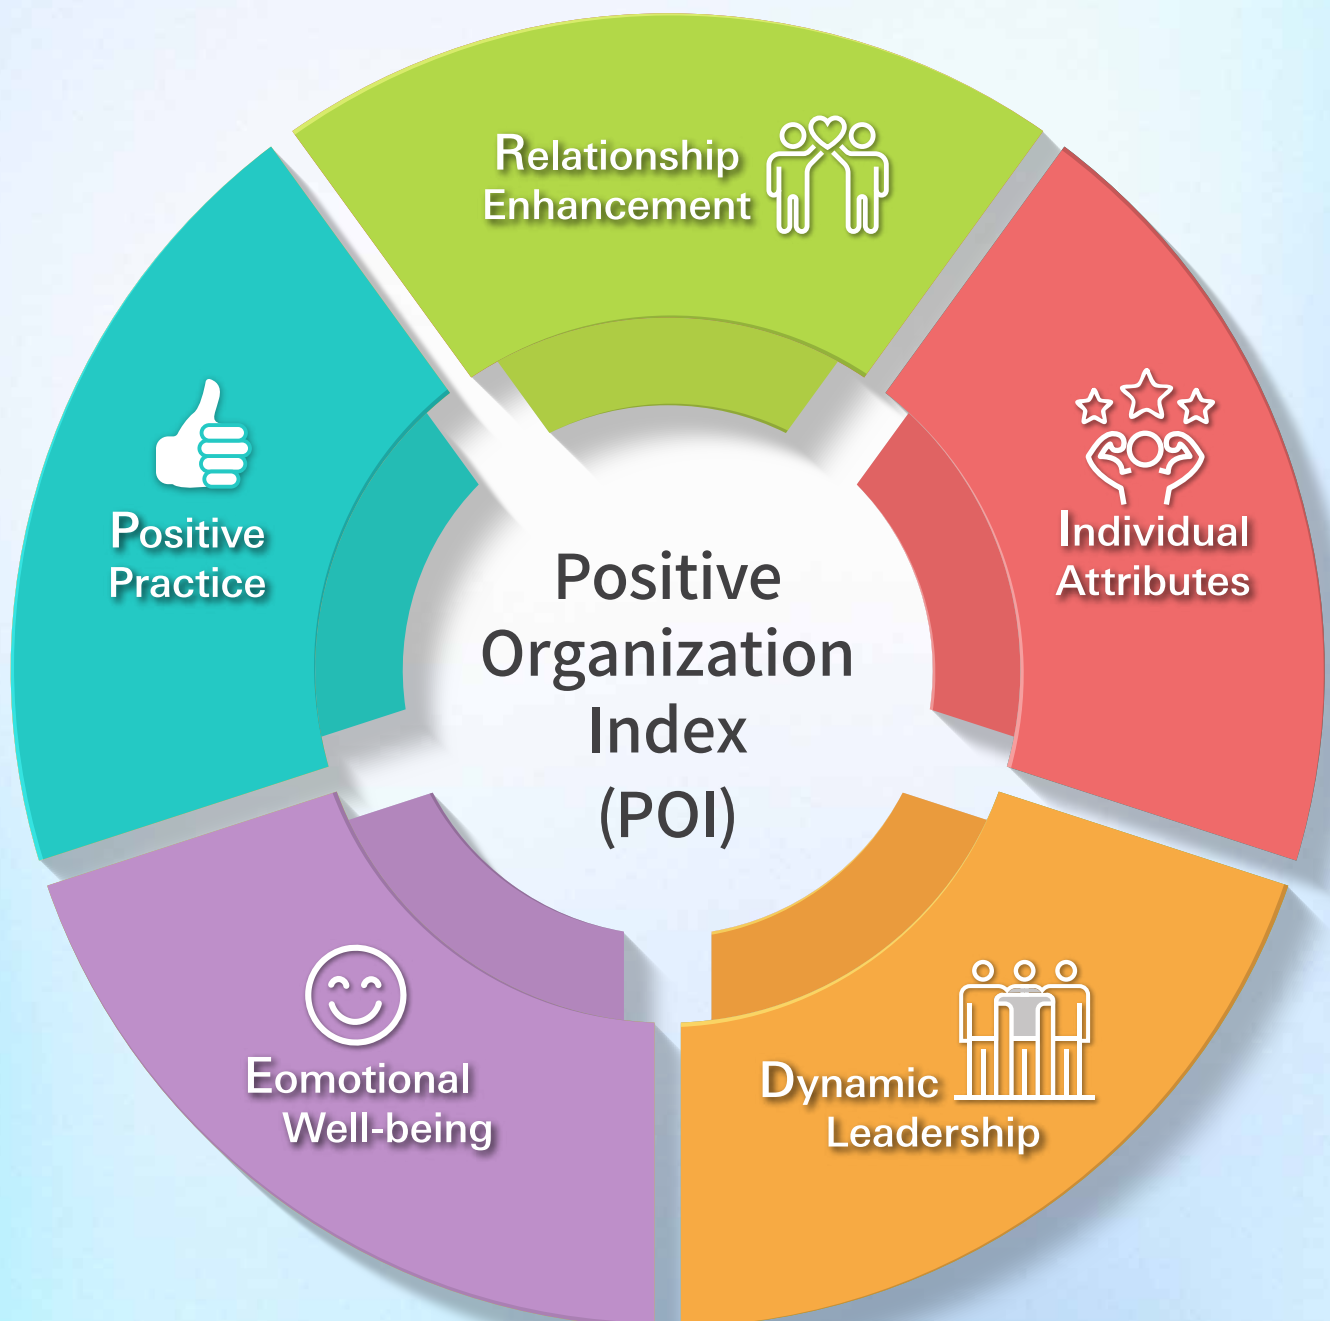 Relationship
Enhancement
Individual
Attributes
Dynamic
Leadership
Eomotional
Well-being
Positive
Practice
Positive
Organization
Index
(POI)